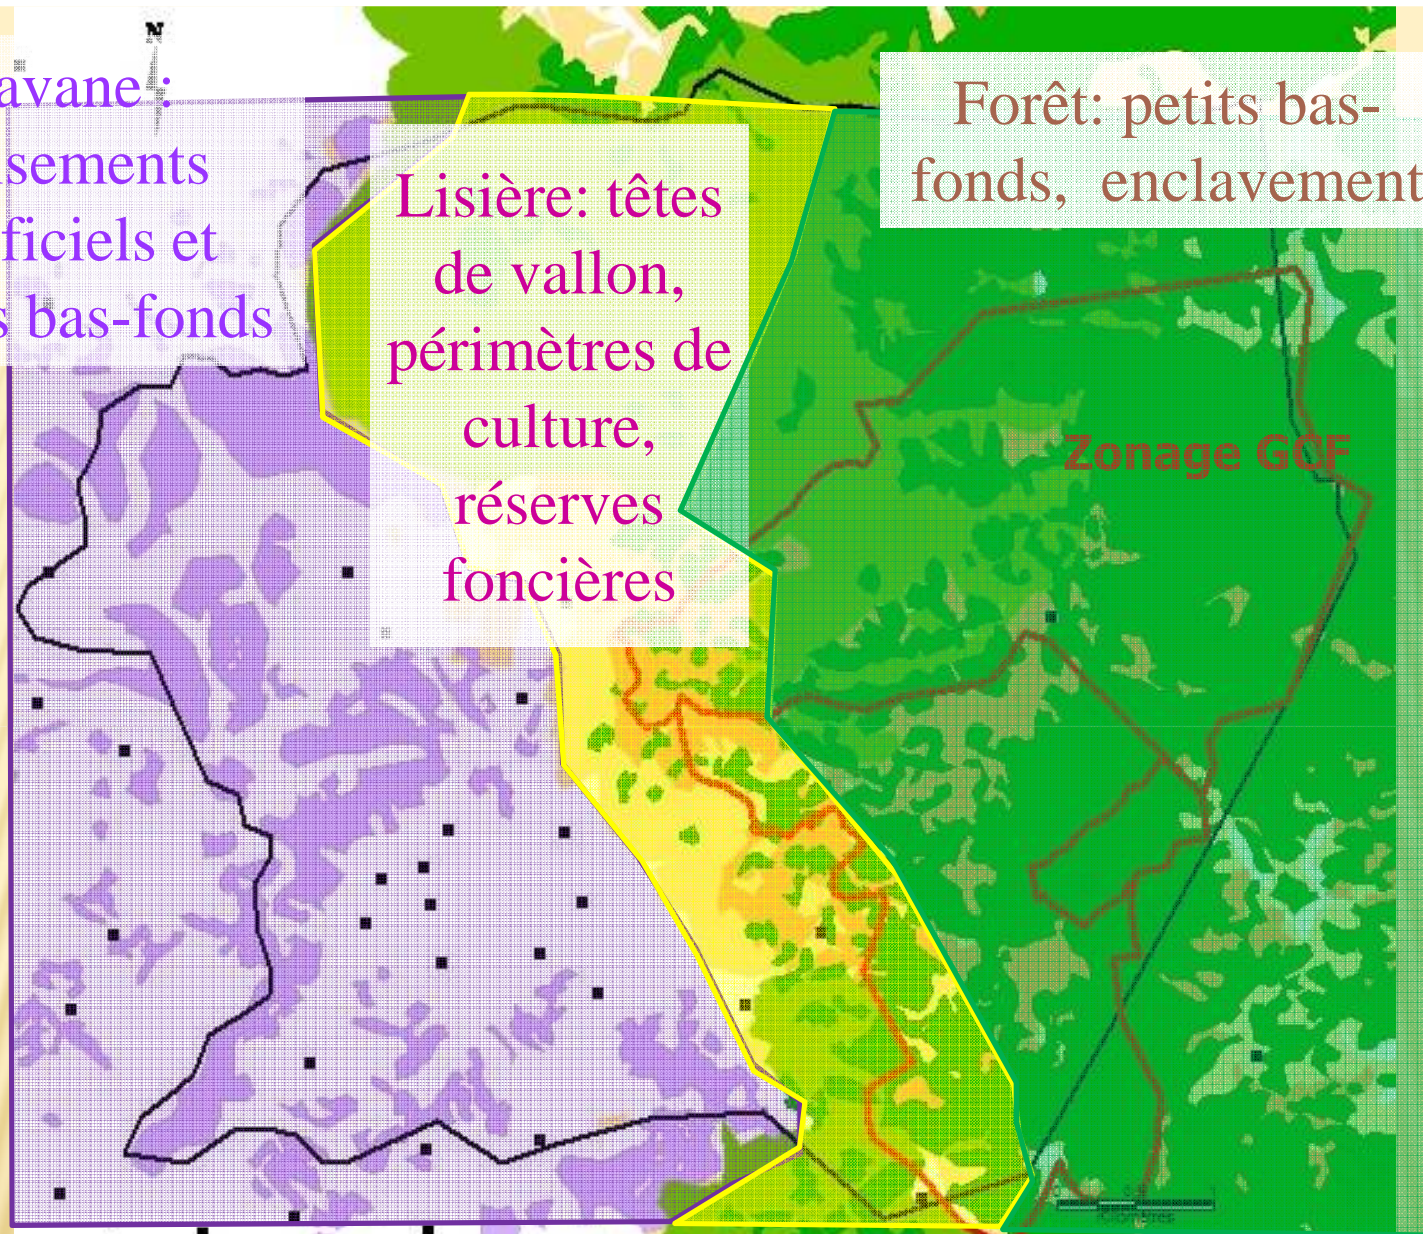 N
avane :
sements
ficiels et
s bas-fonds
Lisière: têtes
de vallon,
périmètres de
culture,
réserves
foncières
Forêt: petits bas-
fonds, enclavement
Zonage GCF
Kilomètres